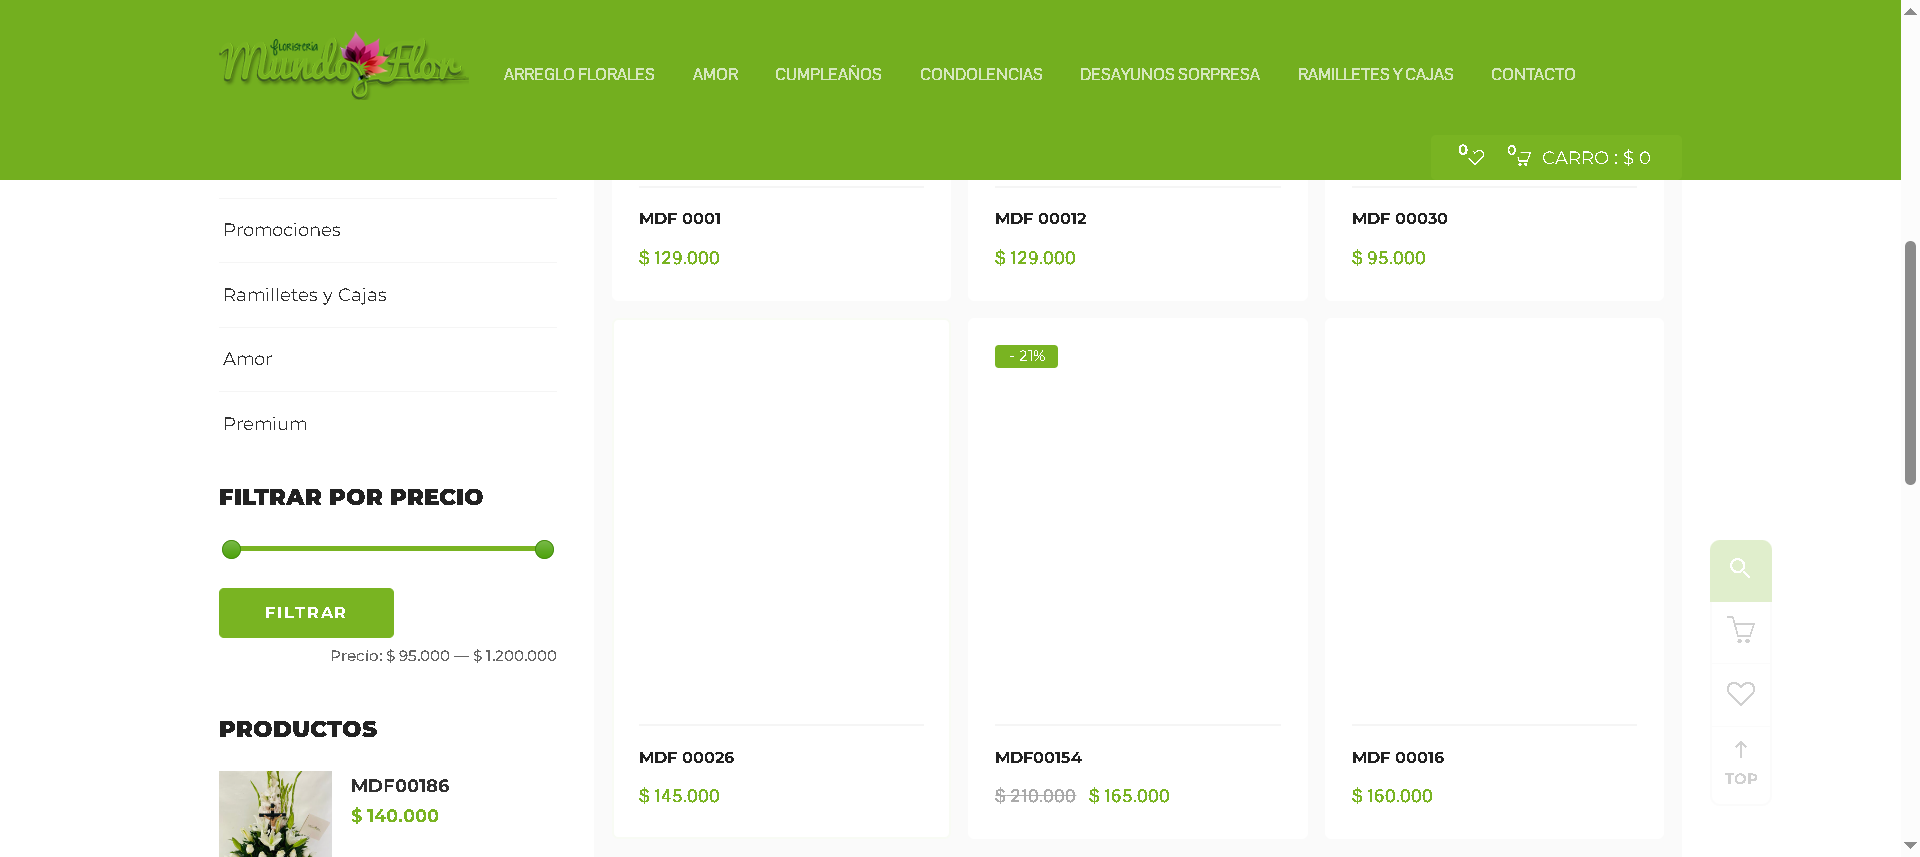 floristeria
Mundo Flor
ARREGLO FLORALES
AMOR
CUMPLEAÑOS
CONDOLENCIAS
DESAYUNOS SORPRESA
RAMILLETES Y CAJAS
CONTACTO
0
0
CARRO : $ 0
Promociones
Ramilletes y Cajas
Amor
Premium
FILTRAR POR PRECIO
FILTRAR
Precio: $ 95.000 — $ 1.200.000
PRODUCTOS
MDF00186
$ 140.000
MDF 0001
$ 129.000
MDF 00012
$ 129.000
MDF 00030
$ 95.000
MDF 00026
$ 145.000
- 21%
MDF00154
$ 210.000 $ 165.000
MDF 00016
$ 160.000
TOP